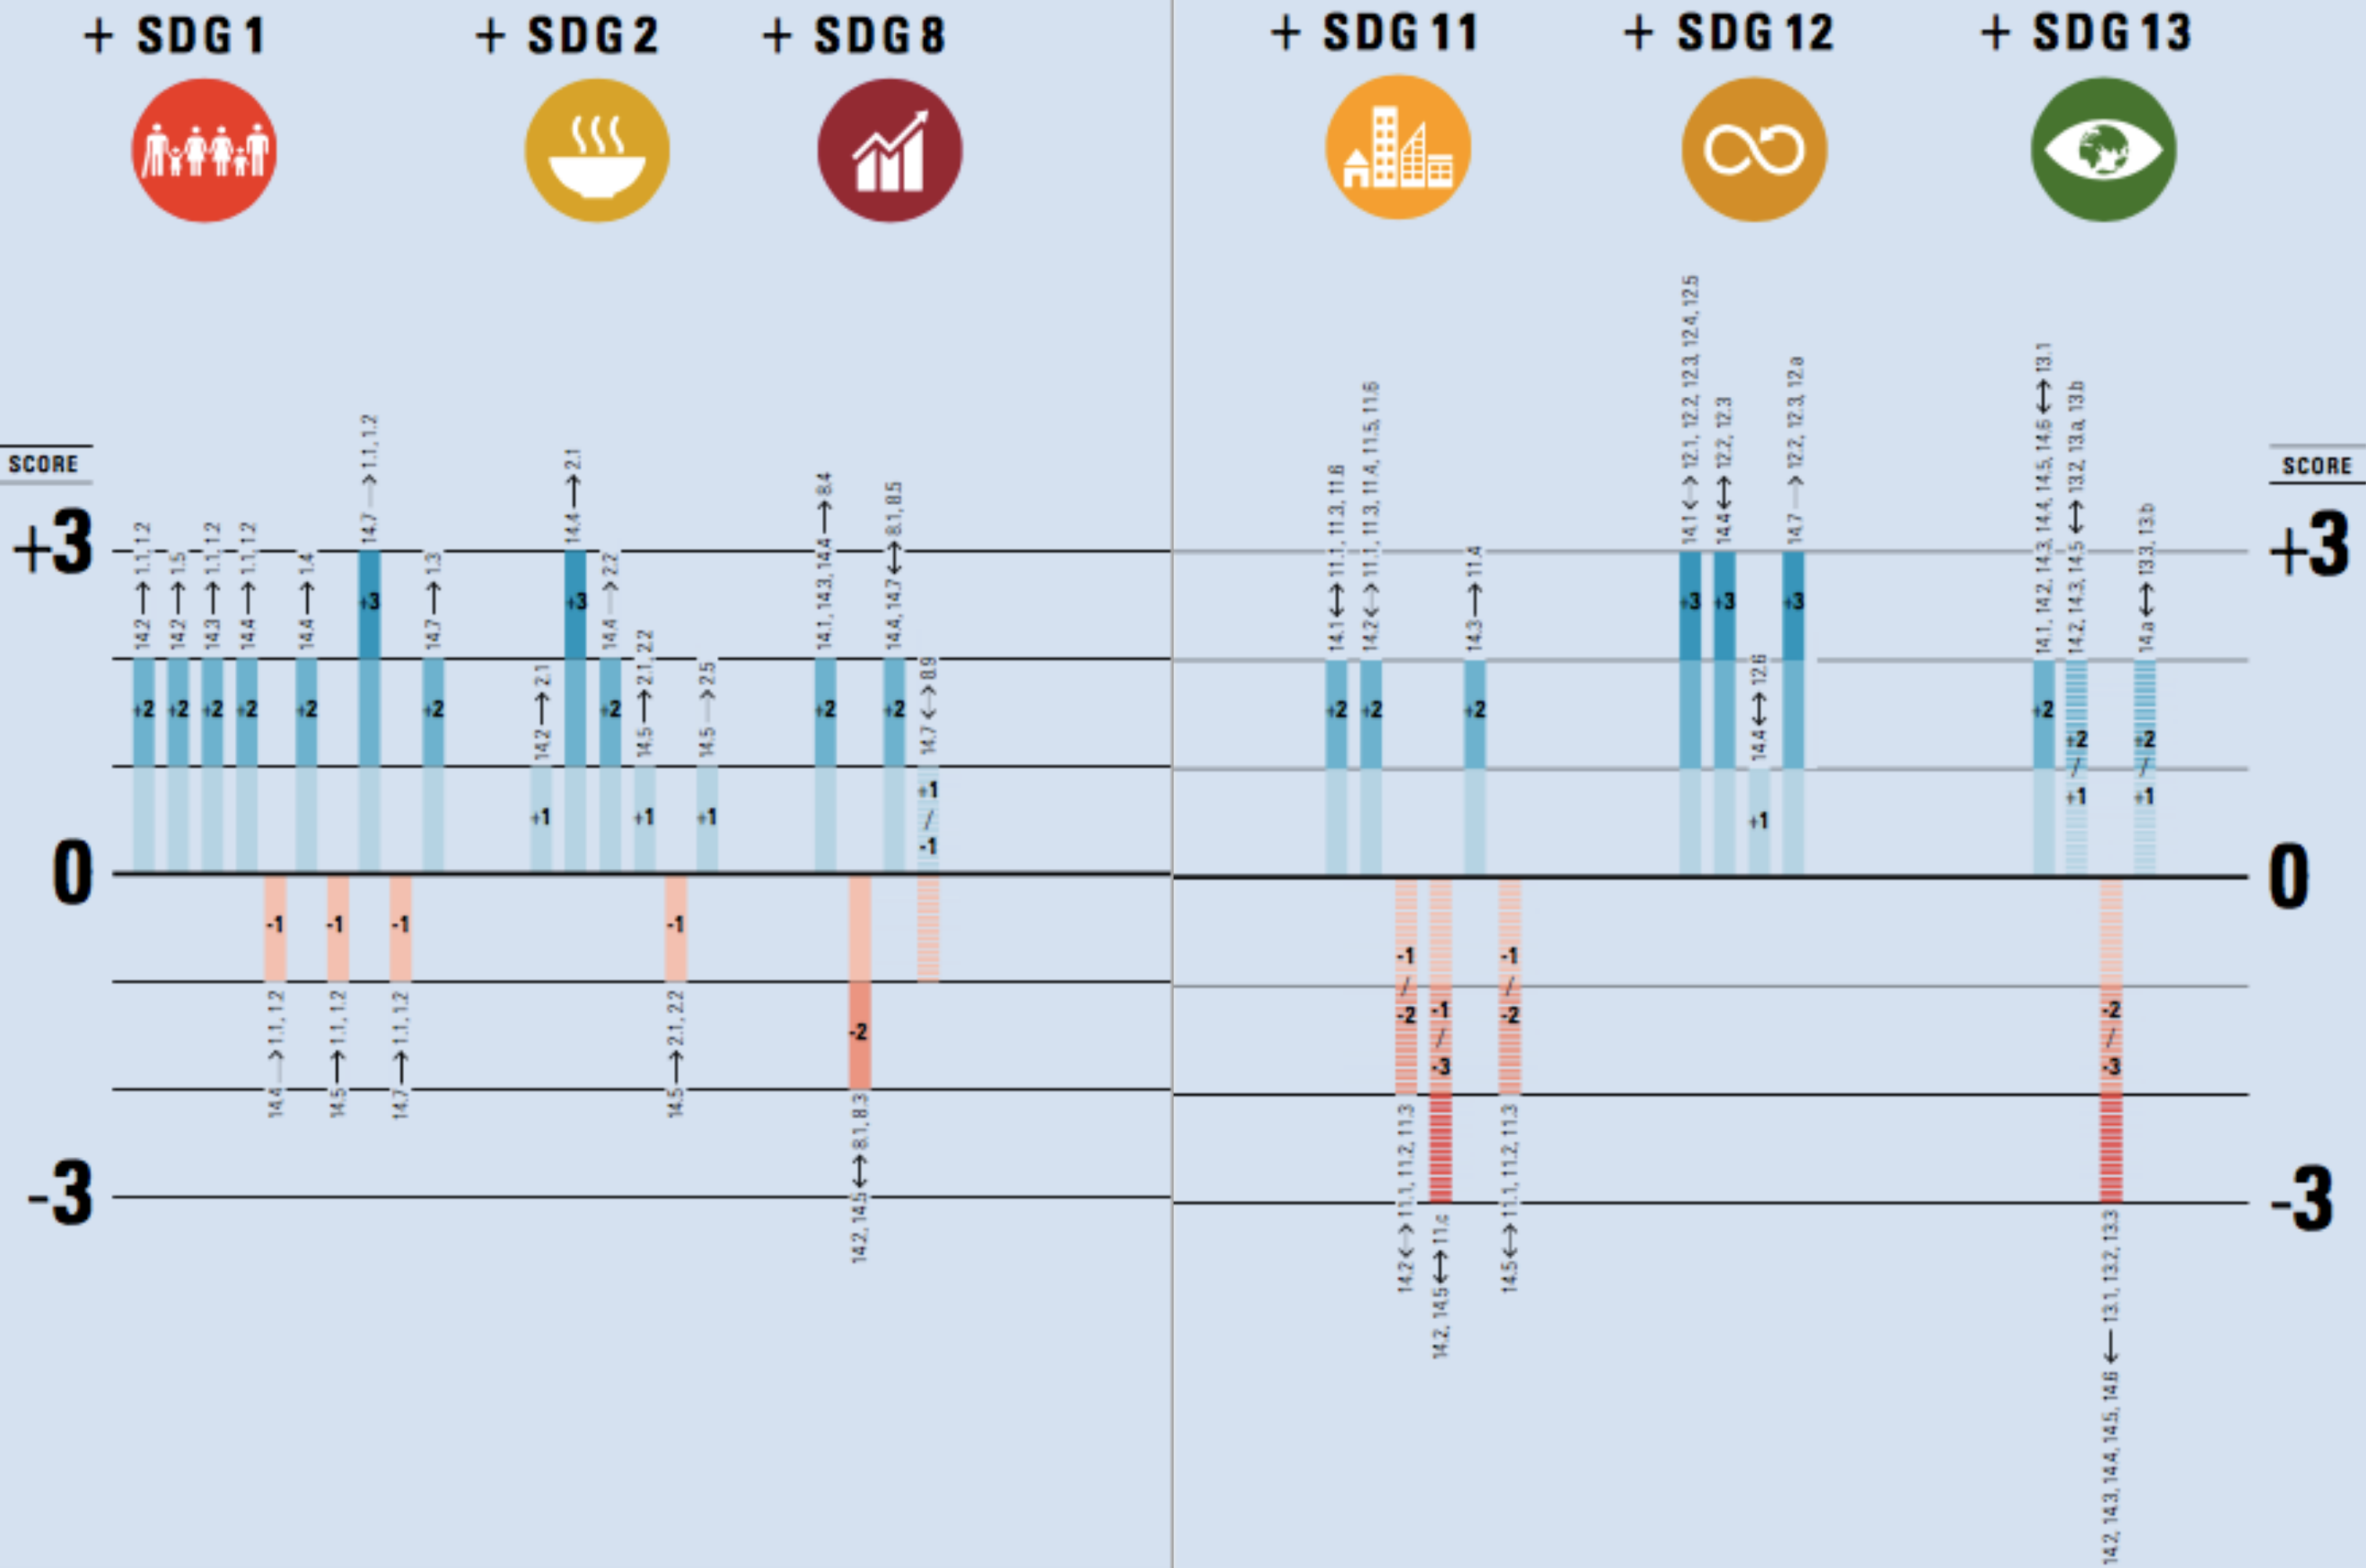 + SDG 1
+ SDG 2
+ SDG 8
+ SDG 11
+ SDG 12
+ SDG 13
SCORE
+3
0
-3
14.2 → 1.1, 1.2
+2
14.2 → 1.5
+2
14.3 → 1.1, 1.2
+2
14.4 → 1.1, 1.2
+2
14.4 → 1.1, 1.2
-1
14.4 → 1.4
+2
14.5 → 1.1, 1.2
-1
14.7 → 1.1, 1.2
+3
14.7 → 1.1, 1.2
-1
14.7 → 1.3
+2
14.2 → 2.1
+1
14.4 → 2.1
+3
14.4 → 2.2
+2
14.5 → 2.1, 2.2
+1
14.5 → 2.1, 2.2
-1
14.5 → 2.5
+1
14.1, 14.3, 14.4 → 8.4
+2
14.2, 14.5 ↔ 8.1, 8.3
-2
14.4, 14.7 ↔ 8.1, 8.5
+2
14.7 ↔ 8.9
+1 / -1
14.1 ↔ 11.1, 11.3, 11.6
+2
14.2 ↔ 11.1, 11.3, 11.4, 11.5, 11.6
+2
14.2 ↔ 11.1, 11.2, 11.3
-1 / -2
14.2, 14.5 ↔ 11.c
-1 / -3
14.3 → 11.4
+2
14.5 ↔ 11.1, 11.2, 11.3
-1 / -2
14.1 ↔ 12.1, 12.2, 12.3, 12.4, 12.5
+3
14.4 ↔ 12.2, 12.3
+3
14.4 ↔ 12.6
+1
14.7 → 12.2, 12.3, 12.a
+3
14.1, 14.2, 14.3, 14.4, 14.5, 14.6 ↔ 13.1
+2
14.2, 14.3, 14.5 ↔ 13.2, 13.a, 13.b
+2 / +1
14.2, 14.3, 14.4, 14.5, 14.6 ← 13.1, 13.2, 13.3
-2 / -3
14.a ↔ 13.3, 13.b
+2 / +1
SCORE
+3
0
-3